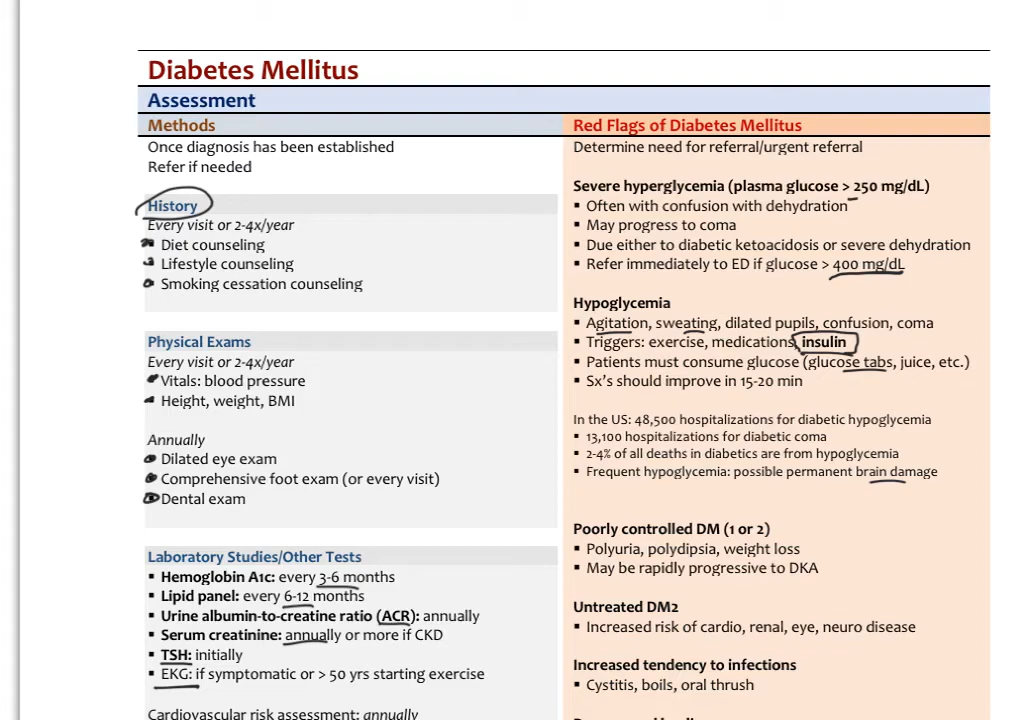 Diabetes Mellitus
Assessment
Methods
Once diagnosis has been established
Refer if needed
History
Every visit or 2-4x/year
Diet counseling
Lifestyle counseling
Smoking cessation counseling
Physical Exams
Every visit or 2-4x/year
Vitals: blood pressure
Height, weight, BMI
Annually
Dilated eye exam
Comprehensive foot exam (or every visit)
Dental exam
Laboratory Studies/Other Tests
▪ Hemoglobin A1c: every 3-6 months
▪ Lipid panel: every 6-12 months
▪ Urine albumin-to-creatine ratio (ACR): annually
▪ Serum creatinine: annually or more if CKD
▪ TSH: initially
▪ EKG: if symptomatic or > 50 yrs starting exercise
Cardiovascular risk assessment: annually
Red Flags of Diabetes Mellitus
Determine need for referral/urgent referral
Severe hyperglycemia (plasma glucose > 250 mg/dL)
▪ Often with confusion with dehydration
▪ May progress to coma
▪ Due either to diabetic ketoacidosis or severe dehydration
▪ Refer immediately to ED if glucose > 400 mg/dL
Hypoglycemia
▪ Agitation, sweating, dilated pupils, confusion, coma
▪ Triggers: exercise, medications, insulin
▪ Patients must consume glucose (glucose tabs, juice, etc.)
▪ Sx's should improve in 15-20 min
In the US: 48,500 hospitalizations for diabetic hypoglycemia
▪ 13,100 hospitalizations for diabetic coma
▪ 2-4% of all deaths in diabetics are from hypoglycemia
▪ Frequent hypoglycemia: possible permanent brain damage
Poorly controlled DM (1 or 2)
▪ Polyuria, polydipsia, weight loss
▪ May be rapidly progressive to DKA
Untreated DM2
▪ Increased risk of cardio, renal, eye, neuro disease
Increased tendency to infections
▪ Cystitis, boils, oral thrush